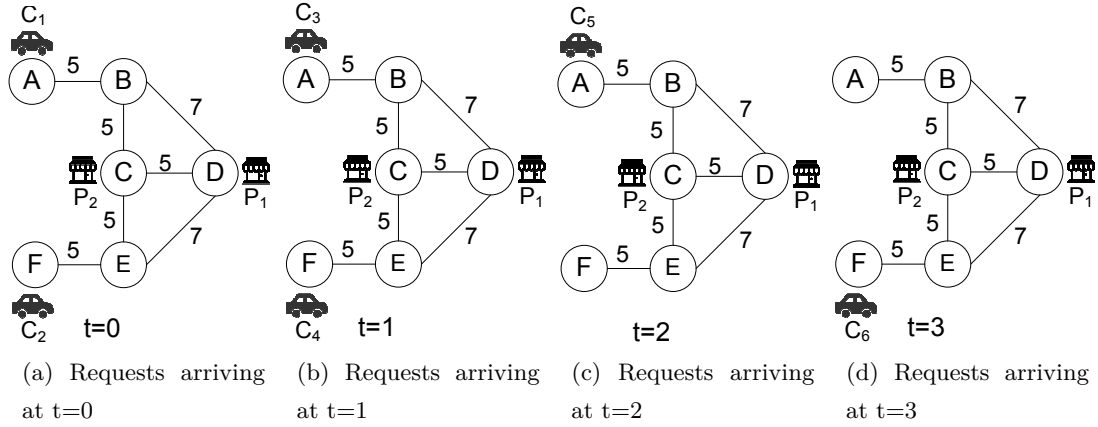 C1
A 5 B
5 7
P2 C 5 D P1
5 7
F 5 E
C2 t=0
(a) Requests arriving
at t=0
C3
A 5 B
5 7
P2 C 5 D P1
5 7
F 5 E
C4 t=1
(b) Requests arriving
at t=1
C5
A 5 B
5 7
P2 C 5 D P1
5 7
F 5 E
t=2
(c) Requests arriving
at t=2
A 5 B
5 7
P2 C 5 D P1
5 7
F 5 E
C6 t=3
(d) Requests arriving
at t=3